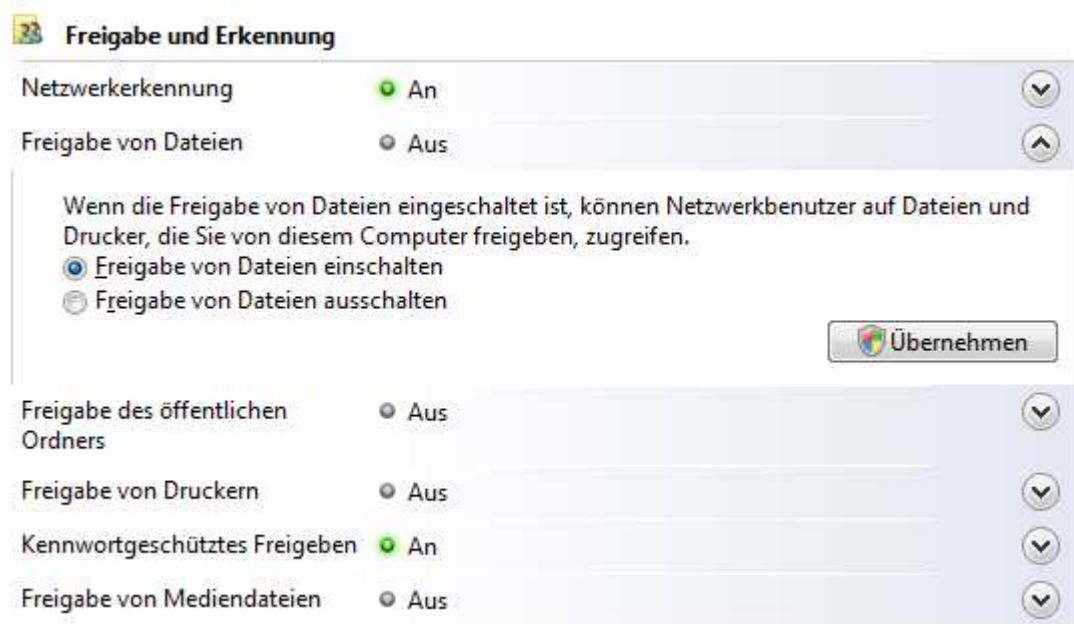 Freigabe und Erkennung
Netzwerkerkennung An
Freigabe von Dateien Aus
Wenn die Freigabe von Dateien eingeschaltet ist, können Netzwerkbenutzer auf Dateien und
Drucker, die Sie von diesem Computer freigeben, zugreifen.
Freigabe von Dateien einschalten
Freigabe von Dateien ausschalten
Übernehmen
Freigabe des öffentlichen Aus
Ordners
Freigabe von Druckern Aus
Kennwortgeschütztes Freigeben An
Freigabe von Mediendateien Aus